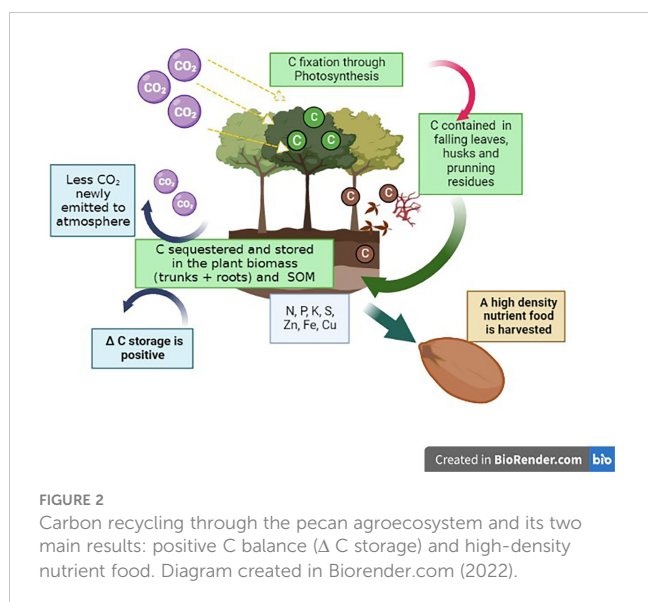 CO₂
CO₂
CO₂
C fixation through
Photosynthesis
C
C
C
C contained in
falling leaves,
husks and
prunning
residues
Less CO₂
newly
emitted to
atmosphere
CO₂
CO₂
C
C
C
C sequestered and stored
in the plant biomass
(trunks + roots) and SOM
N, P, K, S,
Zn, Fe, Cu
A high density
nutrient food
is harvested
Δ C storage is
positive
Created in BioRender.com bio
FIGURE 2
Carbon recycling through the pecan agroecosystem and its two
main results: positive C balance (Δ C storage) and high-density
nutrient food. Diagram created in Biorender.com (2022).